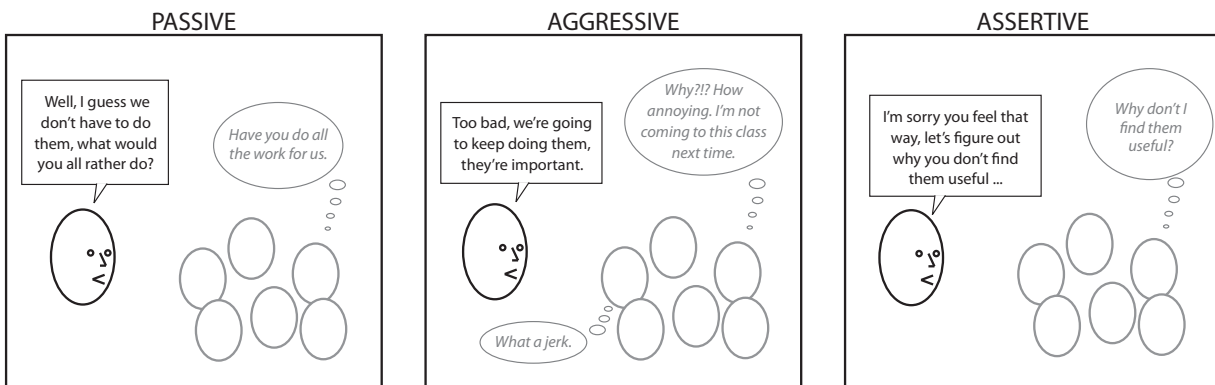 PASSIVE
Well, I guess we
don't have to do
them, what would
you all rather do?
Have you do all
the work for us.
AGGRESSIVE
Too bad, we're going
to keep doing them,
they're important.
Why?!? How
annoying. I'm not
coming to this class
next time.
What a jerk.
ASSERTIVE
I'm sorry you feel that
way, let's figure out
why you don't find
them useful ...
Why don't I
find them
useful?